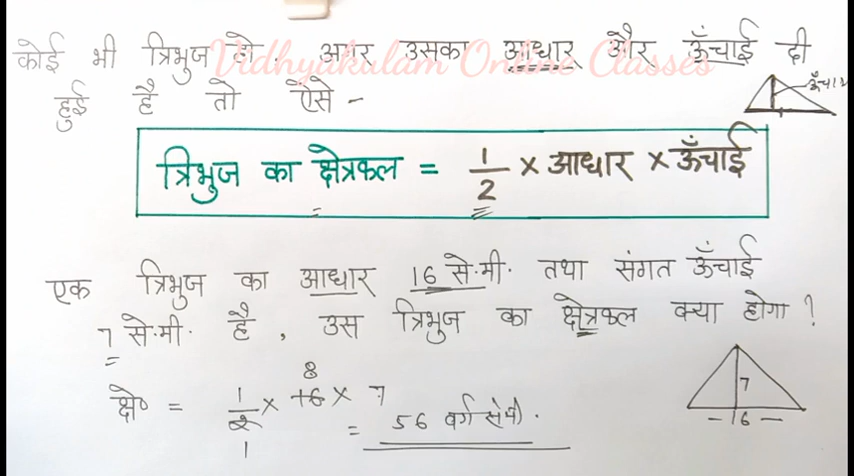 कोई भी त्रिभुज हो, अगर उसका आधार और ऊँचाई दी
Vidhyakulam Online Classes
हुई है तो ऐसे -
ऊँचाई
त्रिभुज का क्षेत्रफल = 1/2 × आधार × ऊँचाई
एक त्रिभुज का आधार 16 से.मी. तथा संगत ऊँचाई
7 से.मी. है, उस त्रिभुज का क्षेत्रफल क्या होगा?
7
16
क्षे० = 1/2 × 16 × 7
8
1
= 56 वर्ग सेमी.